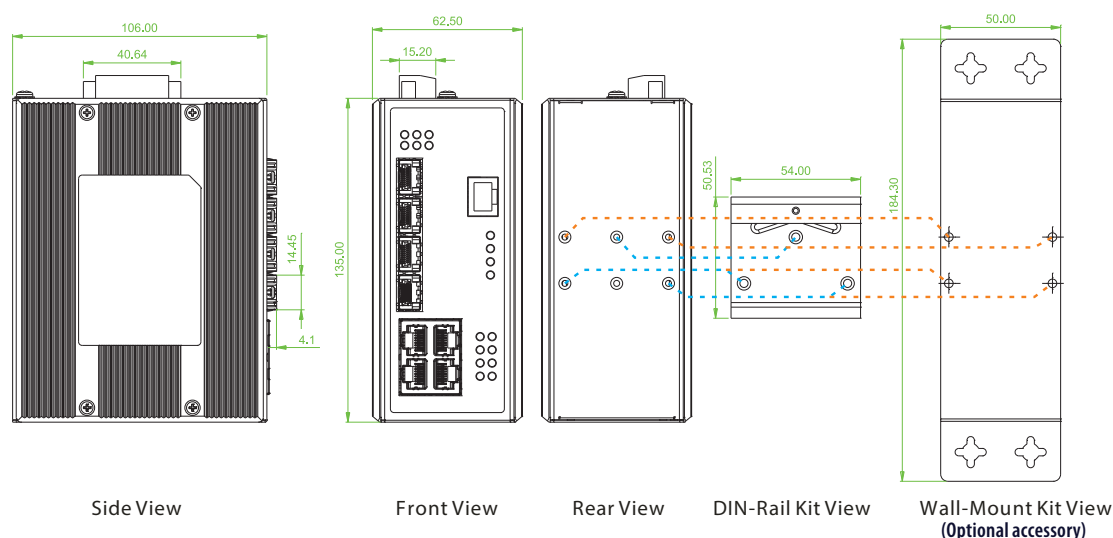 106.00
40.64
14.45
4.1
62.50
15.20
135.00
50.53
54.00
50.00
184.30
Side View
Front View
Rear View
DIN-Rail Kit View
Wall-Mount Kit View
(Optional accessory)